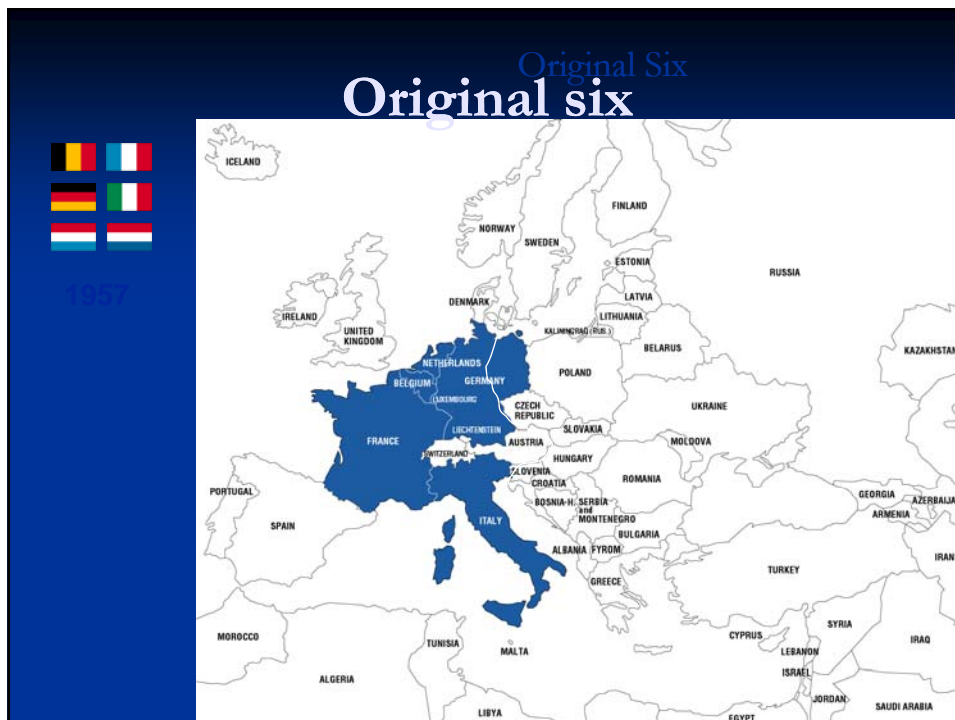 Original Six
Original six
1957
ICELAND
FINLAND
NORWAY
SWEDEN
ESTONIA
RUSSIA
LATVIA
DENMARK
LITHUANIA
IRELAND
UNITED
KINGDOM
KALININGRAD (RUS.)
BELARUS
KAZAKHSTAN
NETHERLANDS
POLAND
BELGIUM
GERMANY
LUXEMBOURG
CZECH
REPUBLIC
UKRAINE
LIECHTENSTEIN
SLOVAKIA
FRANCE
AUSTRIA
MOLDOVA
SWITZERLAND
HUNGARY
SLOVENIA
ROMANIA
CROATIA
PORTUGAL
SPAIN
BOSNIA-H.
SERBIA
and
MONTENEGRO
GEORGIA
AZERBAIJA
ARMENIA
ITALY
BULGARIA
ALBANIA
FYROM
IRAN
TURKEY
GREECE
MOROCCO
TUNISIA
MALTA
CYPRUS
SYRIA
IRAQ
LEBANON
ISRAEL
ALGERIA
JORDAN
SAUDI ARABIA
LIBYA
EGYPT